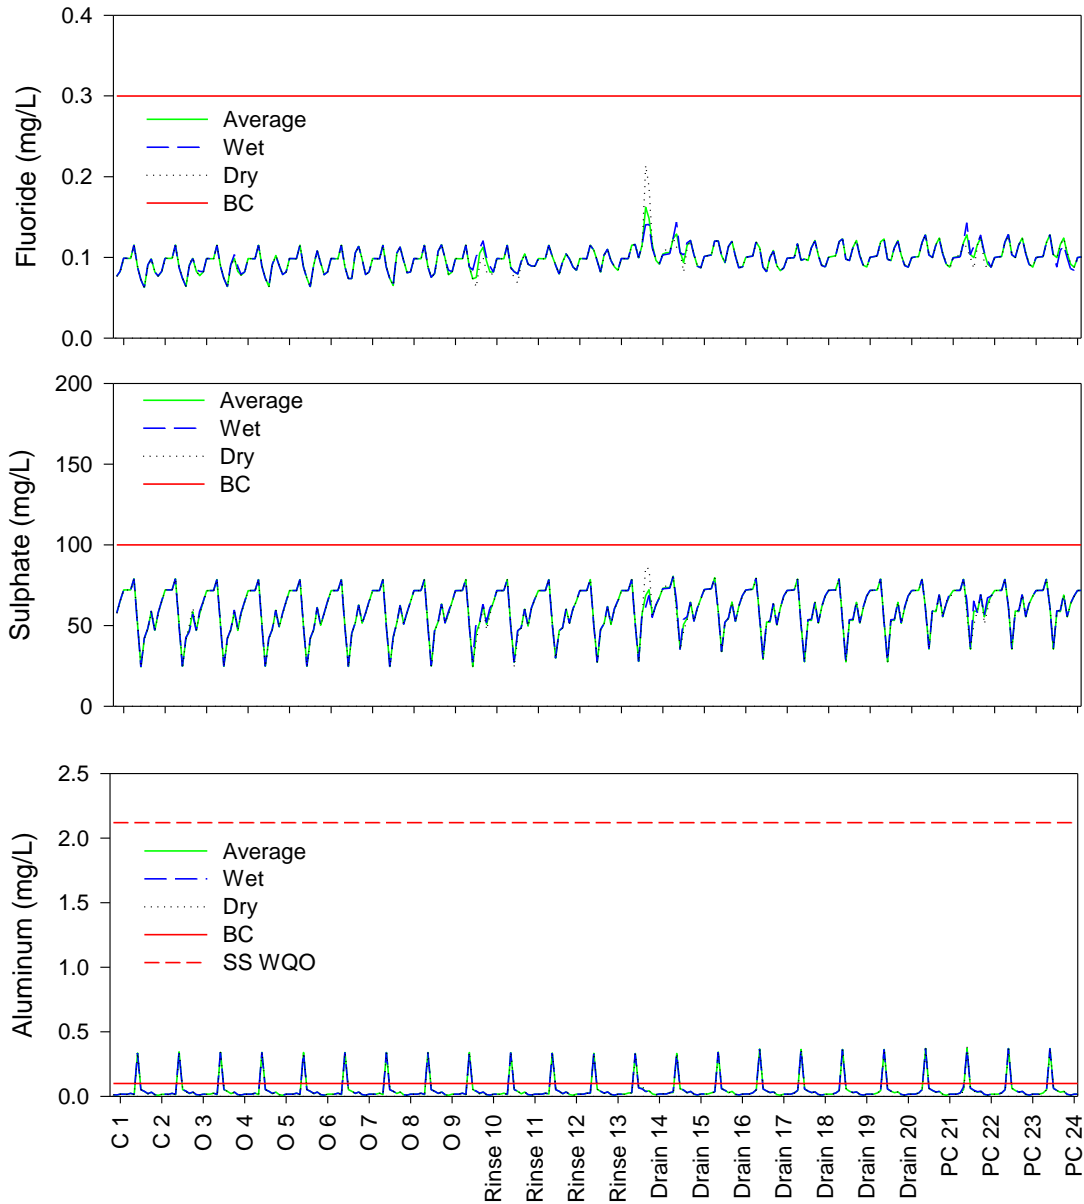 0.4
0.3
0.2
0.1
0.0
Fluoride (mg/L)
Average
Wet
Dry
BC
200
150
100
50
0
Sulphate (mg/L)
Average
Wet
Dry
BC
2.5
2.0
1.5
1.0
0.5
0.0
Aluminum (mg/L)
Average
Wet
Dry
BC
SS WQO
C 1
C 2
O 3
O 4
O 5
O 6
O 7
O 8
O 9
Rinse 10
Rinse 11
Rinse 12
Rinse 13
Drain 14
Drain 15
Drain 16
Drain 17
Drain 18
Drain 19
Drain 20
PC 21
PC 22
PC 23
PC 24